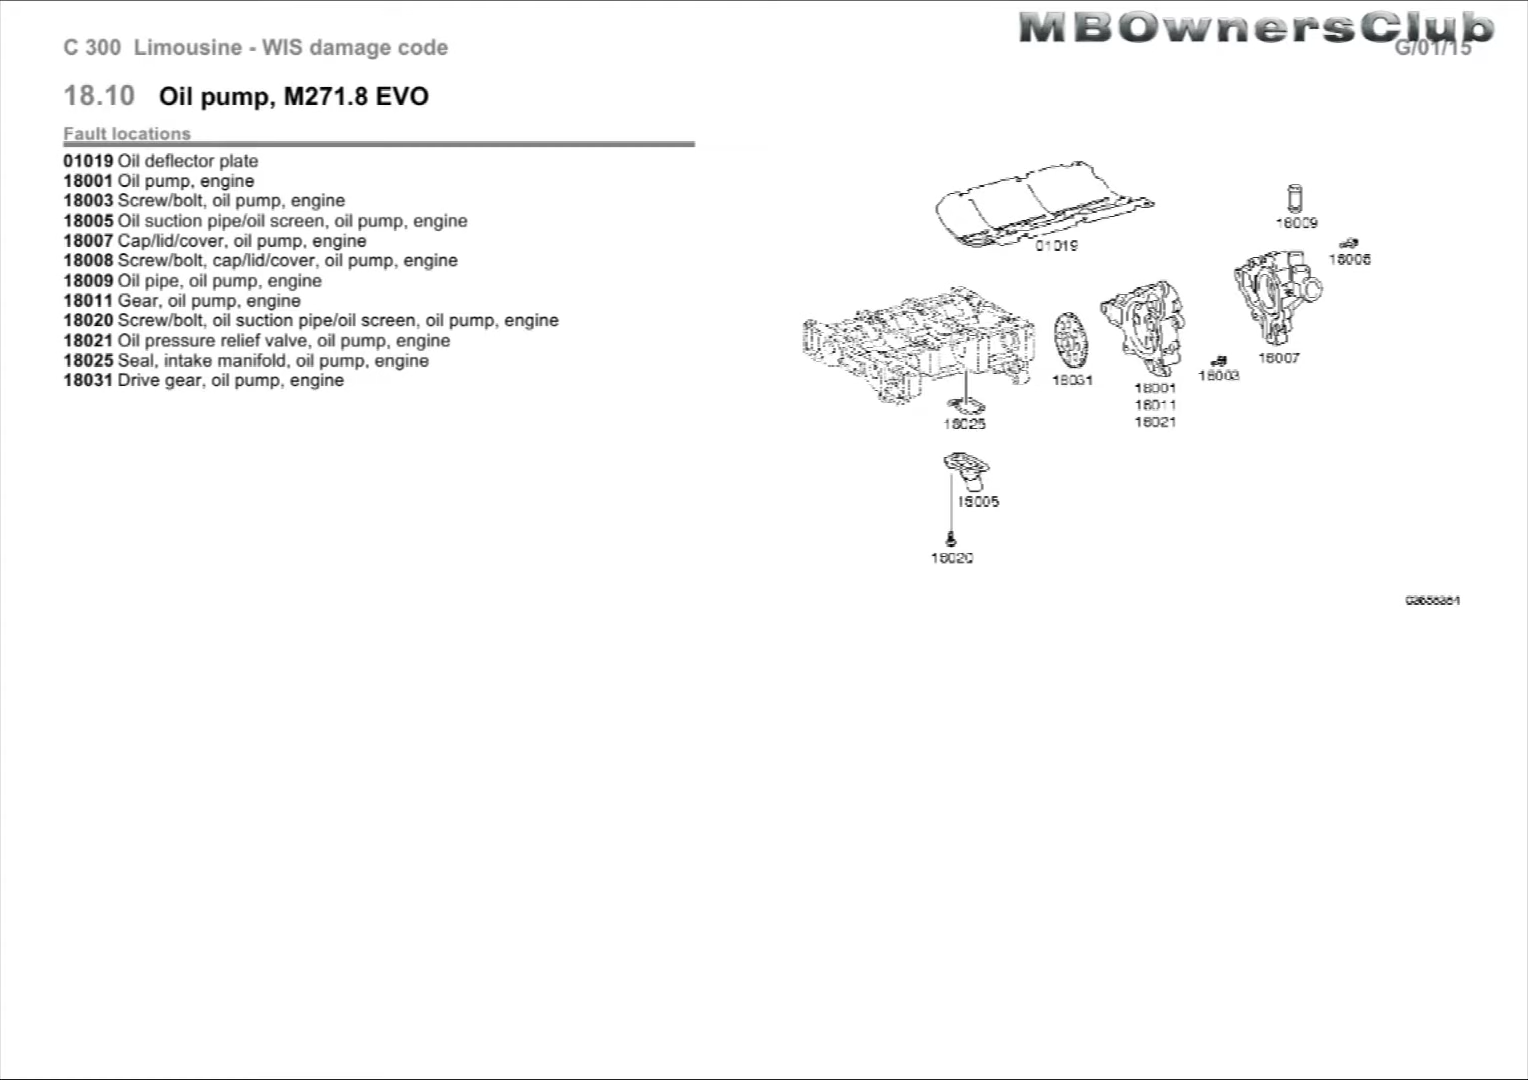 MBOwnersClub
C 300 Limousine - WIS damage code
G/01/15
18.10 Oil pump, M271.8 EVO
Fault locations
01019 Oil deflector plate
18001 Oil pump, engine
18003 Screw/bolt, oil pump, engine
18005 Oil suction pipe/oil screen, oil pump, engine
18007 Cap/lid/cover, oil pump, engine
18008 Screw/bolt, cap/lid/cover, oil pump, engine
18009 Oil pipe, oil pump, engine
18011 Gear, oil pump, engine
18020 Screw/bolt, oil suction pipe/oil screen, oil pump, engine
18021 Oil pressure relief valve, oil pump, engine
18025 Seal, intake manifold, oil pump, engine
18031 Drive gear, oil pump, engine
18009
01019
18008
18007
18003
18031
18001
18011
18021
18025
18005
18020